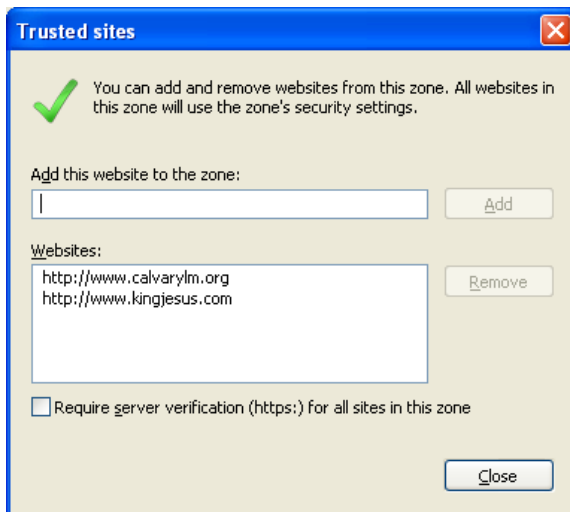 Trusted sites
You can add and remove websites from this zone. All websites in
this zone will use the zone's security settings.
Add this website to the zone:
Add
Websites:
http://www.calvarylm.org
http://www.kingjesus.com
Remove
Require server verification (https:) for all sites in this zone
Close